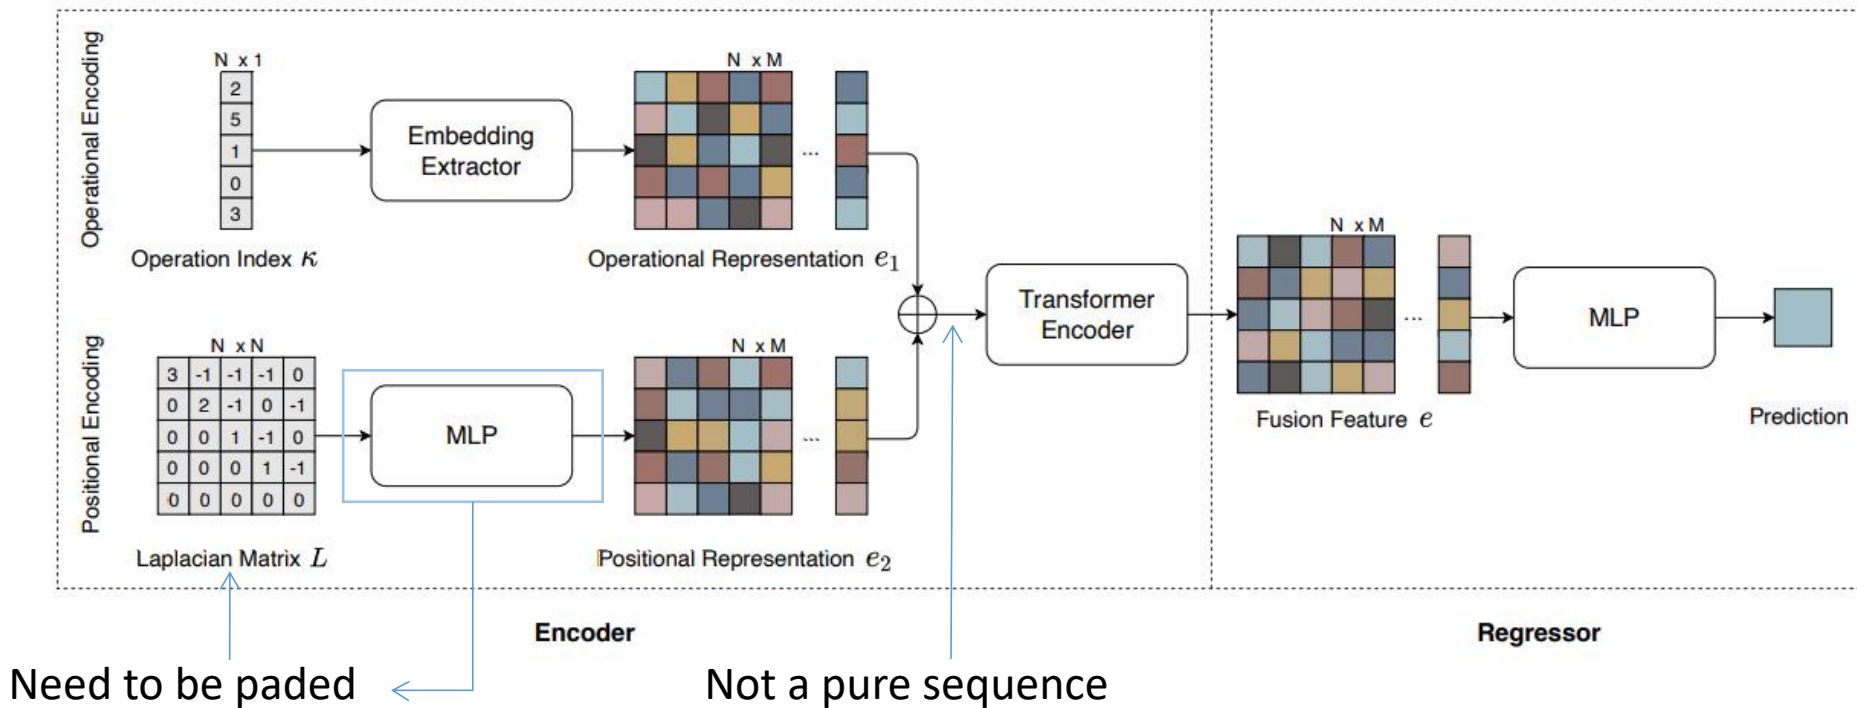 Operational Encoding
N x 1
2
5
1
0
3
Operation Index κ
Embedding
Extractor
N x M
...
Operational Representation e₁
Positional Encoding
N x N
3 -1 -1 -1 0
0 2 -1 0 -1
0 0 1 -1 0
0 0 0 1 -1
0 0 0 0 0
Laplacian Matrix L
MLP
N x M
...
Positional Representation e₂
Transformer
Encoder
N x M
...
Fusion Feature e
MLP
Prediction
Encoder
Regressor
Need to be paded
Not a pure sequence